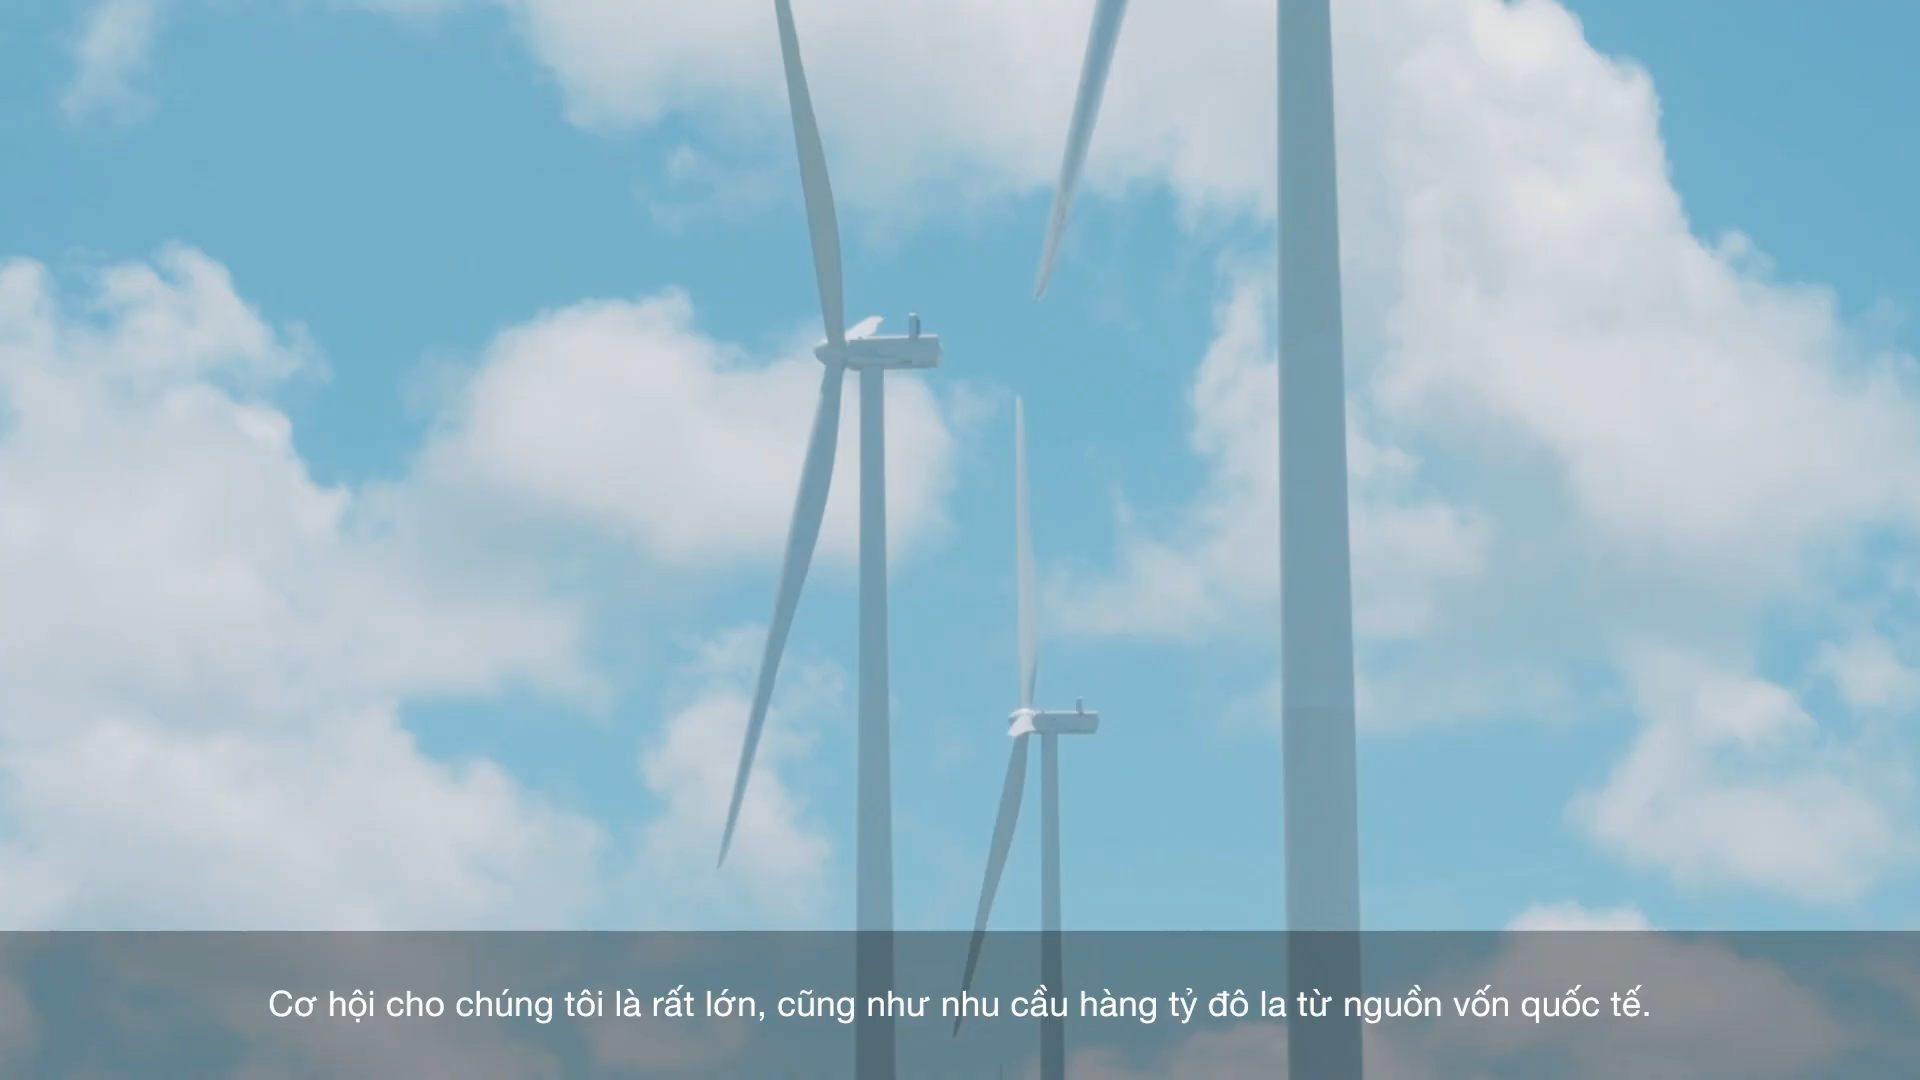 Cơ hội cho chúng tôi là rất lớn, cũng như nhu cầu hàng tỷ đô la từ nguồn vốn quốc tế.